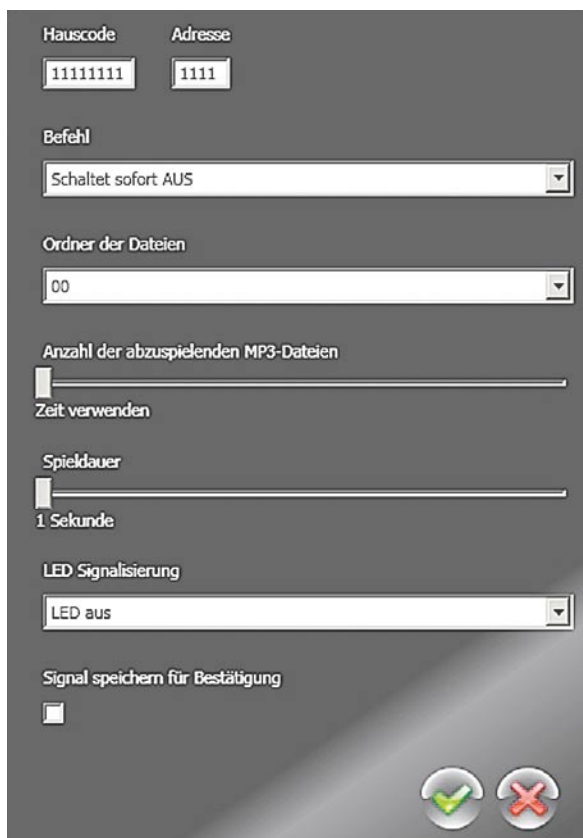 Hauscode Adresse
11111111 1111
Befehl
Schaltet sofort AUS
Ordner der Dateien
00
Anzahl der abzuspielenden MP3-Dateien
Zeit verwenden
Spieldauer
1 Sekunde
LED Signalisierung
LED aus
Signal speichern für Bestätigung